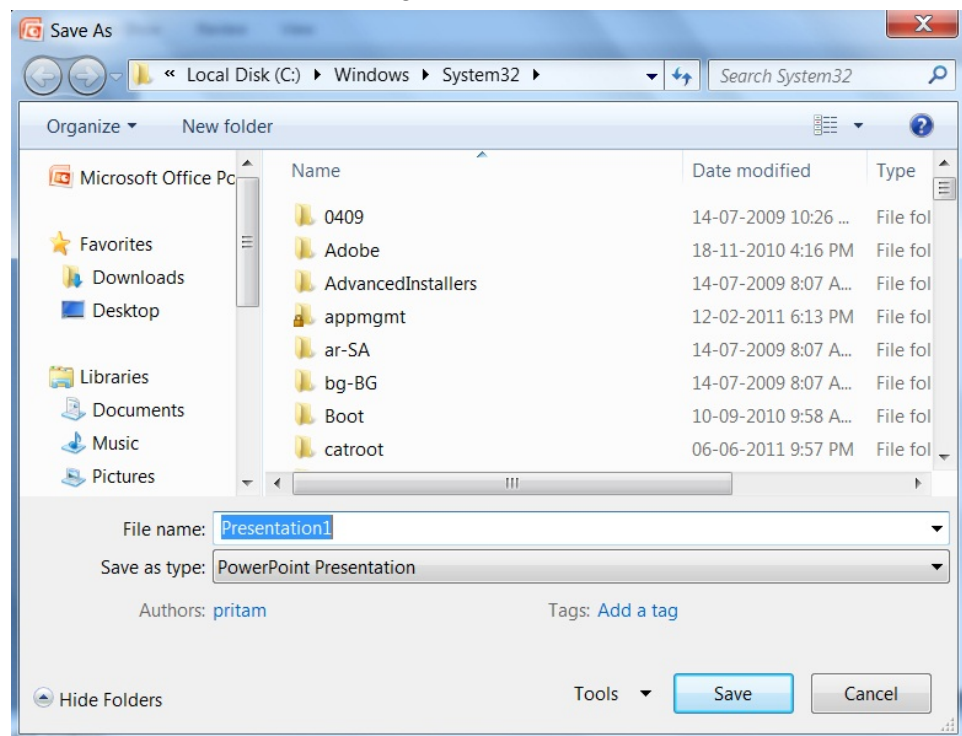 Save As
« Local Disk (C:) ▸ Windows ▸ System32 ▸ Search System32
Organize New folder
Microsoft Office Po
Favorites
Downloads
Desktop
Libraries
Documents
Music
Pictures
Name Date modified Type
0409 14-07-2009 10:26 ... File fol
Adobe 18-11-2010 4:16 PM File fol
AdvancedInstallers 14-07-2009 8:07 A... File fol
appmgmt 12-02-2011 6:13 PM File fol
ar-SA 14-07-2009 8:07 A... File fol
bg-BG 14-07-2009 8:07 A... File fol
Boot 10-09-2010 9:58 A... File fol
catroot 06-06-2011 9:57 PM File fol
File name: Presentation1
Save as type: PowerPoint Presentation
Authors: pritam Tags: Add a tag
Hide Folders Tools Save Cancel